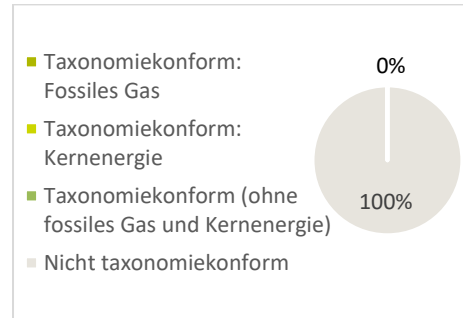 Taxonomiekonform:
Fossiles Gas
Taxonomiekonform:
Kernenergie
Taxonomiekonform (ohne
fossiles Gas und Kernenergie)
Nicht taxonomiekonform
0%
100%